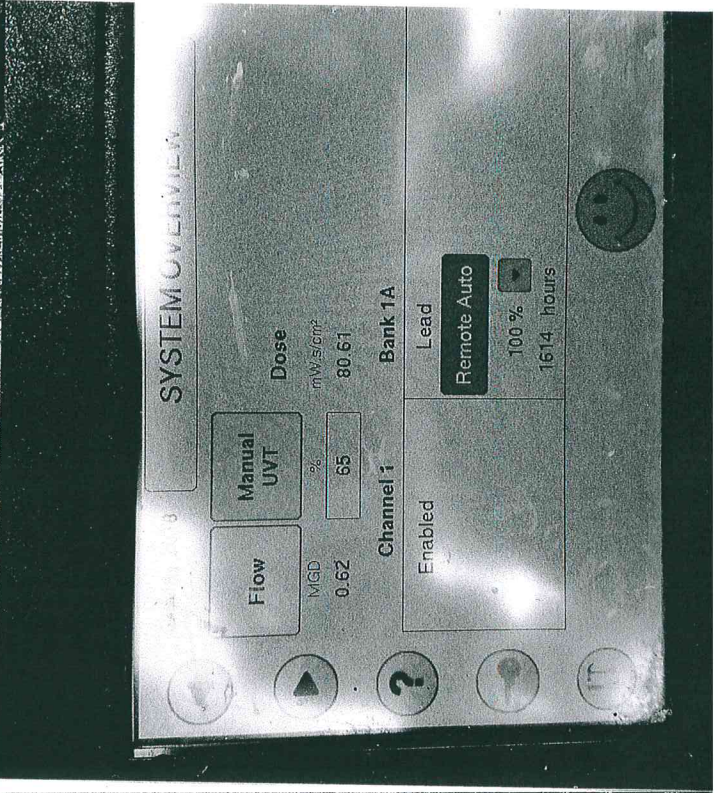 SYSTEM OVERVIEW
Flow
Manual
UVT
Dose
MGD
%
mW.s/cm²
0.62
65
80.61
Channel 1
Bank 1A
Enabled
Lead
Remote Auto
100 %
1614 hours
?